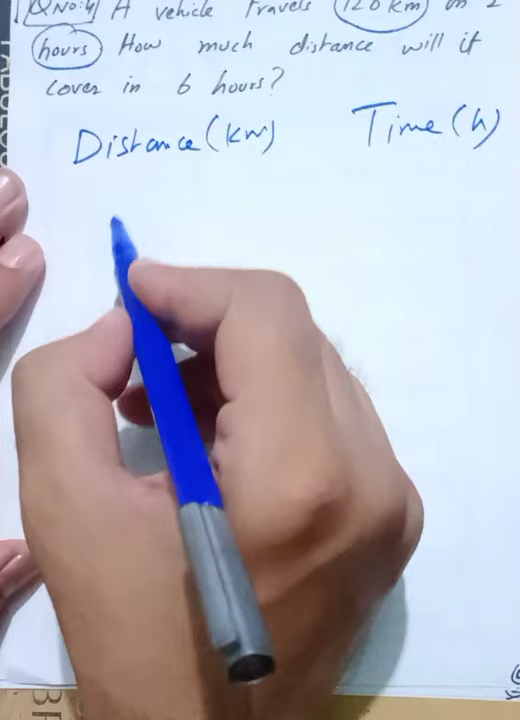 QNo:4) A vehicle travels 120 km in 2
hours How much distance will it
cover in 6 hours?
Distance (km) Time (h)